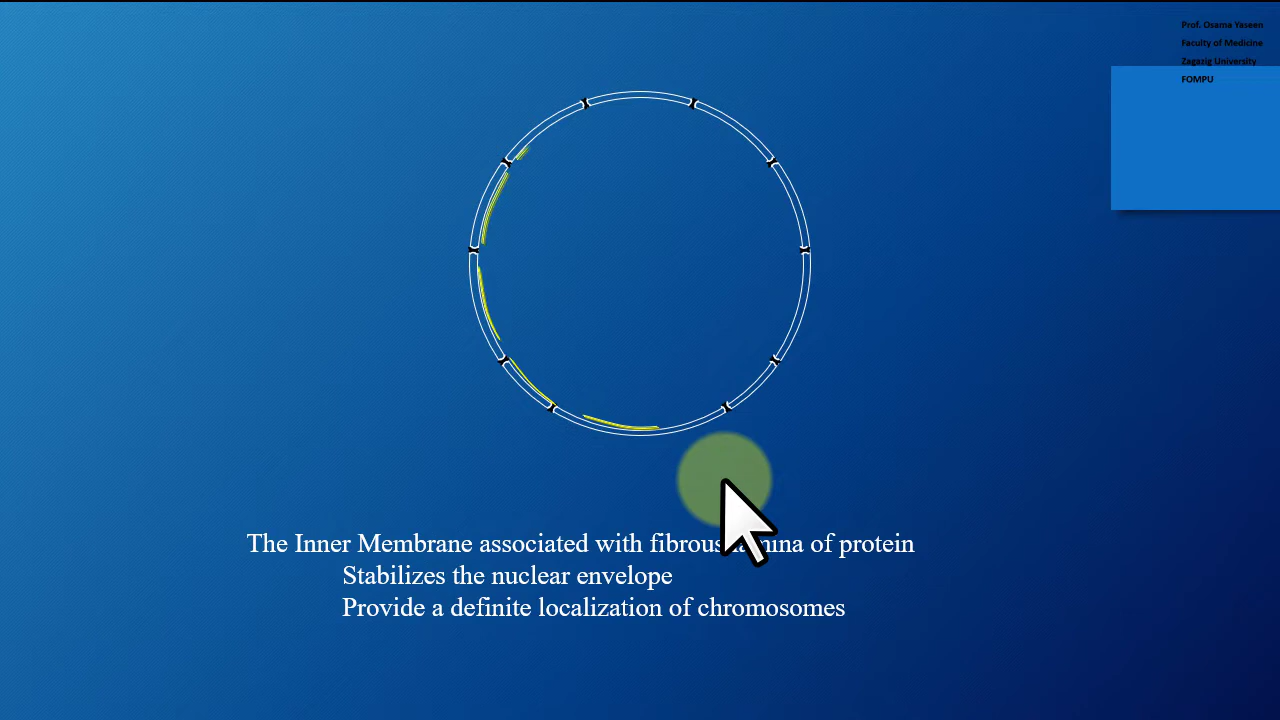 Prof. Osama Yaseen
Faculty of Medicine
Zagazig University
FOMPU
The Inner Membrane associated with fibrous lamina of protein
Stabilizes the nuclear envelope
Provide a definite localization of chromosomes